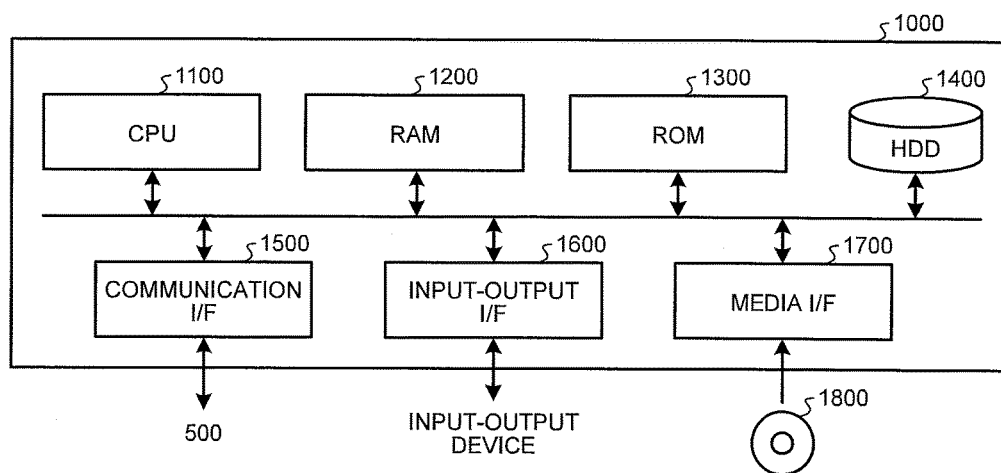 1000
1100
1200
1300
1400
CPU
RAM
ROM
HDD
1500
1600
1700
COMMUNICATION
I/F
INPUT-OUTPUT
I/F
MEDIA I/F
500
INPUT-OUTPUT
DEVICE
1800